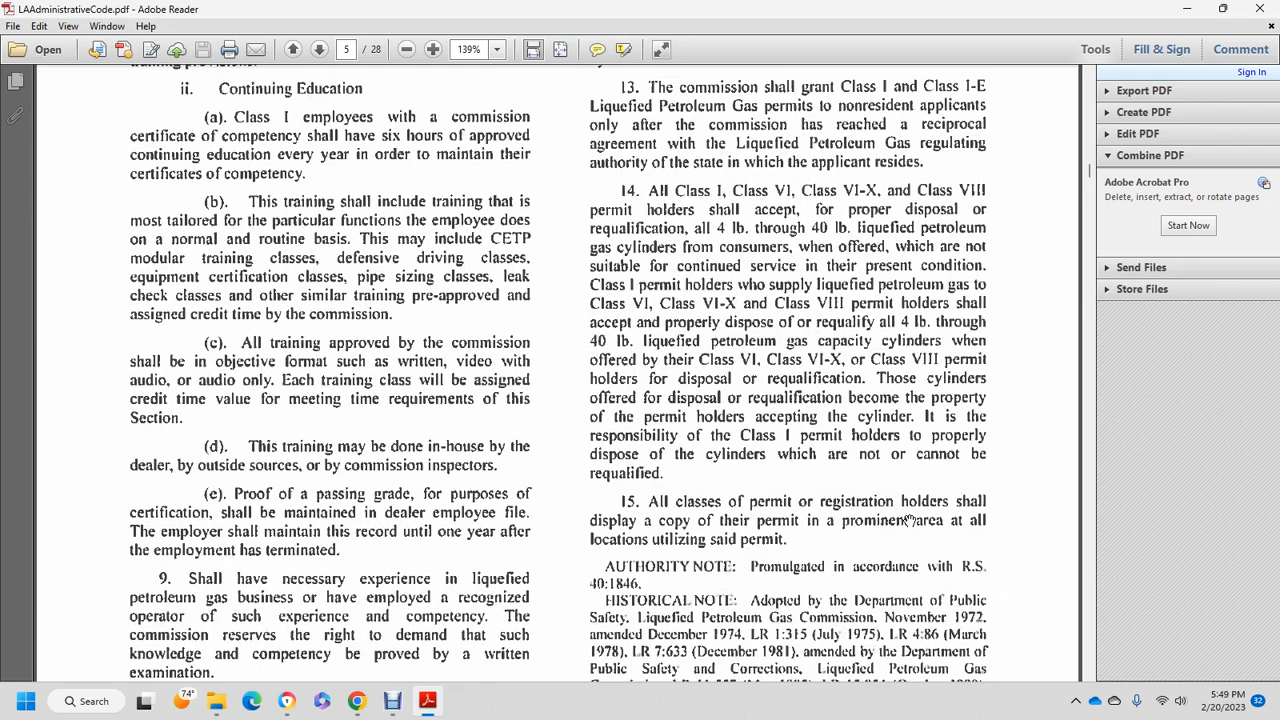 LAAdministrativeCode.pdf - Adobe Reader
File Edit View Window Help
Open 5 / 28 139% Tools Fill & Sign Comment
Sign In
Export PDF
Create PDF
Edit PDF
Combine PDF
Adobe Acrobat Pro
Delete, insert, extract, or rotate pages
Start Now
Send Files
Store Files
training provisions.
ii. Continuing Education
(a). Class I employees with a commission
certificate of competency shall have six hours of approved
continuing education every year in order to maintain their
certificates of competency.
(b). This training shall include training that is
most tailored for the particular functions the employee does
on a normal and routine basis. This may include CETP
modular training classes, defensive driving classes,
equipment certification classes, pipe sizing classes, leak
check classes and other similar training pre-approved and
assigned credit time by the commission.
(c). All training approved by the commission
shall be in objective format such as written, video with
audio, or audio only. Each training class will be assigned
credit time value for meeting time requirements of this
Section.
(d). This training may be done in-house by the
dealer, by outside sources, or by commission inspectors.
(e). Proof of a passing grade, for purposes of
certification, shall be maintained in dealer employee file.
The employer shall maintain this record until one year after
the employment has terminated.
9. Shall have necessary experience in liquefied
petroleum gas business or have employed a recognized
operator of such experience and competency. The
commission reserves the right to demand that such
knowledge and competency be proved by a written
examination.
13. The commission shall grant Class I and Class I-E
Liquefied Petroleum Gas permits to nonresident applicants
only after the commission has reached a reciprocal
agreement with the Liquefied Petroleum Gas regulating
authority of the state in which the applicant resides.
14. All Class I, Class VI, Class VI-X, and Class VIII
permit holders shall accept, for proper disposal or
requalification, all 4 lb. through 40 lb. liquefied petroleum
gas cylinders from consumers, when offered, which are not
suitable for continued service in their present condition.
Class I permit holders who supply liquefied petroleum gas to
Class VI, Class VI-X and Class VIII permit holders shall
accept and properly dispose of or requalify all 4 lb. through
40 lb. liquefied petroleum gas capacity cylinders when
offered by their Class VI, Class VI-X, or Class VIII permit
holders for disposal or requalification. Those cylinders
offered for disposal or requalification become the property
of the permit holders accepting the cylinder. It is the
responsibility of the Class I permit holders to properly
dispose of the cylinders which are not or cannot be
requalified.
15. All classes of permit or registration holders shall
display a copy of their permit in a prominent area at all
locations utilizing said permit.
AUTHORITY NOTE: Promulgated in accordance with R.S.
40:1846.
HISTORICAL NOTE: Adopted by the Department of Public
Safety, Liquefied Petroleum Gas Commission, November 1972,
amended December 1974, LR 1:315 (July 1975), LR 4:86 (March
1978), LR 7:633 (December 1981), amended by the Department of
Public Safety and Corrections, Liquefied Petroleum Gas
Search
74°
5:49 PM
2/20/2023
32